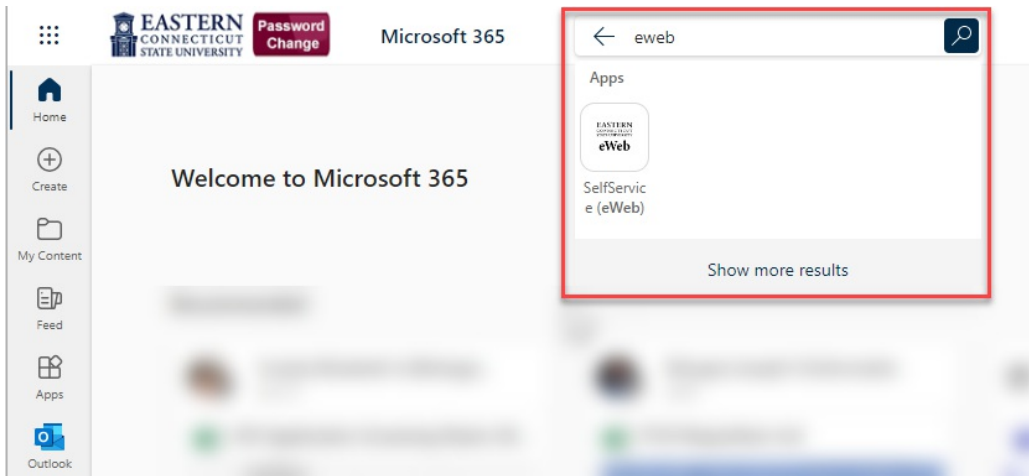 EASTERN
CONNECTICUT
STATE UNIVERSITY
Password
Change
Microsoft 365
eweb
Apps
EASTERN
eWeb
SelfServic
e (eWeb)
Show more results
Home
Create
My Content
Feed
Apps
Outlook
Welcome to Microsoft 365